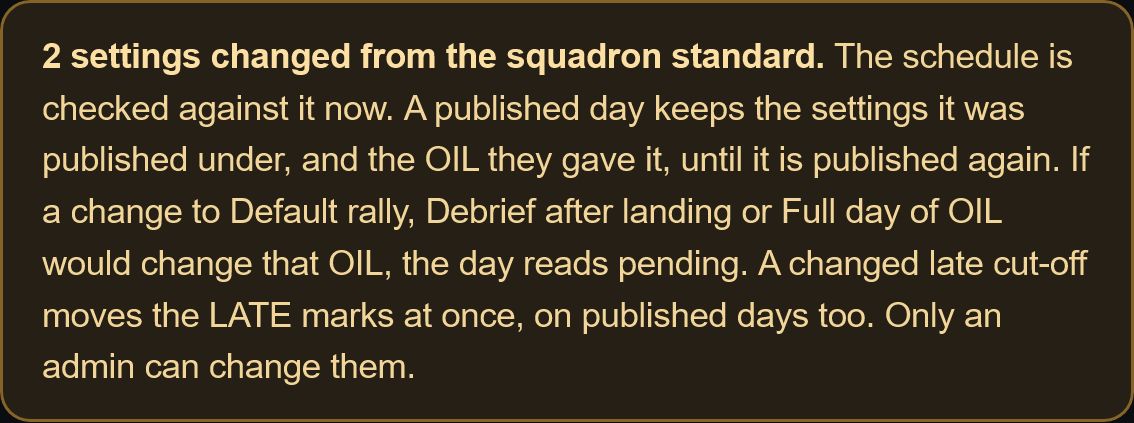 2 settings changed from the squadron standard. The schedule is
checked against it now. A published day keeps the settings it was
published under, and the OIL they gave it, until it is published again. If
a change to Default rally, Debrief after landing or Full day of OIL
would change that OIL, the day reads pending. A changed late cut-off
moves the LATE marks at once, on published days too. Only an
admin can change them.